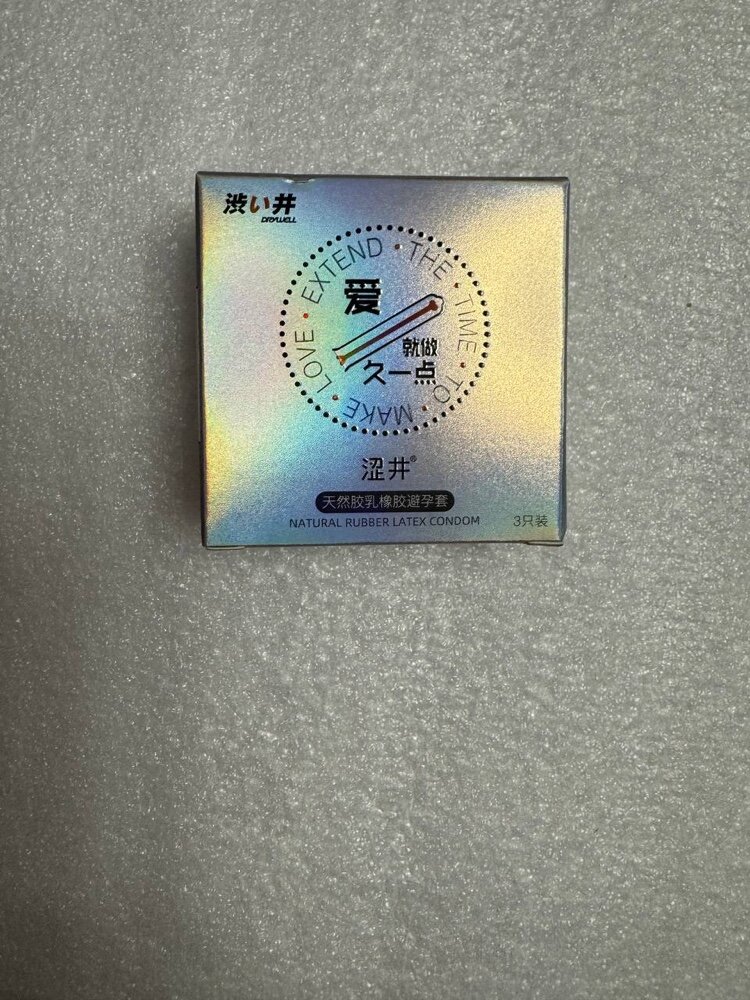 渋い井
DRYWELL
EXTEND · THE · TIME · TO · MAKE · LOVE ·
爱
就做
久一点
涩井®
天然胶乳橡胶避孕套
NATURAL RUBBER LATEX CONDOM
3只装